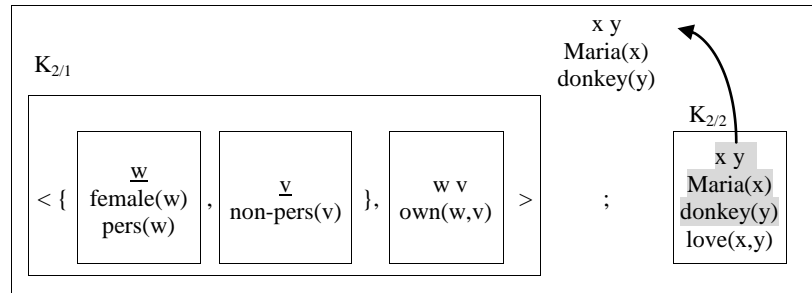 x y
Maria(x)
donkey(y)
K2/1
K2/2
< { w female(w) pers(w) , v non-pers(v) }, w v own(w,v) > ;
x y
Maria(x)
donkey(y)
love(x,y)